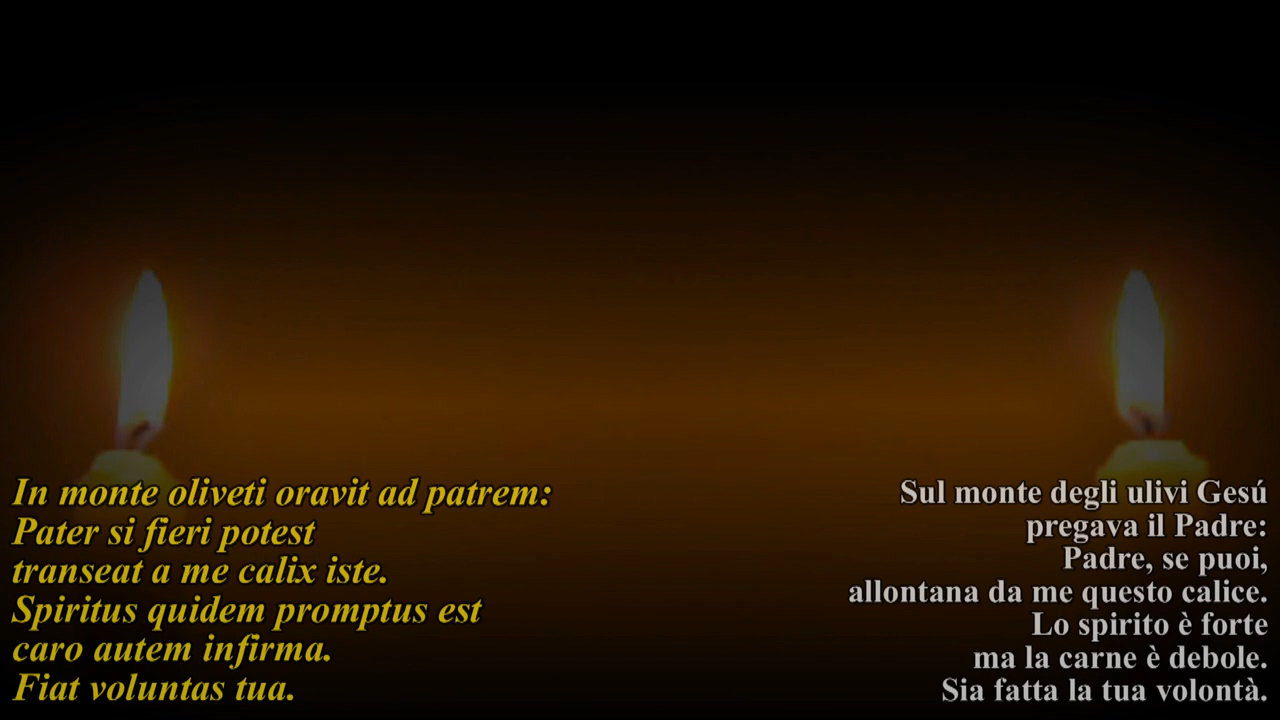 In monte oliveti oravit ad patrem:
Pater si fieri potest
transeat a me calix iste.
Spiritus quidem promptus est
caro autem infirma.
Fiat voluntas tua.
Sul monte degli ulivi Gesú
pregava il Padre:
Padre, se puoi,
allontana da me questo calice.
Lo spirito è forte
ma la carne è debole.
Sia fatta la tua volontà.